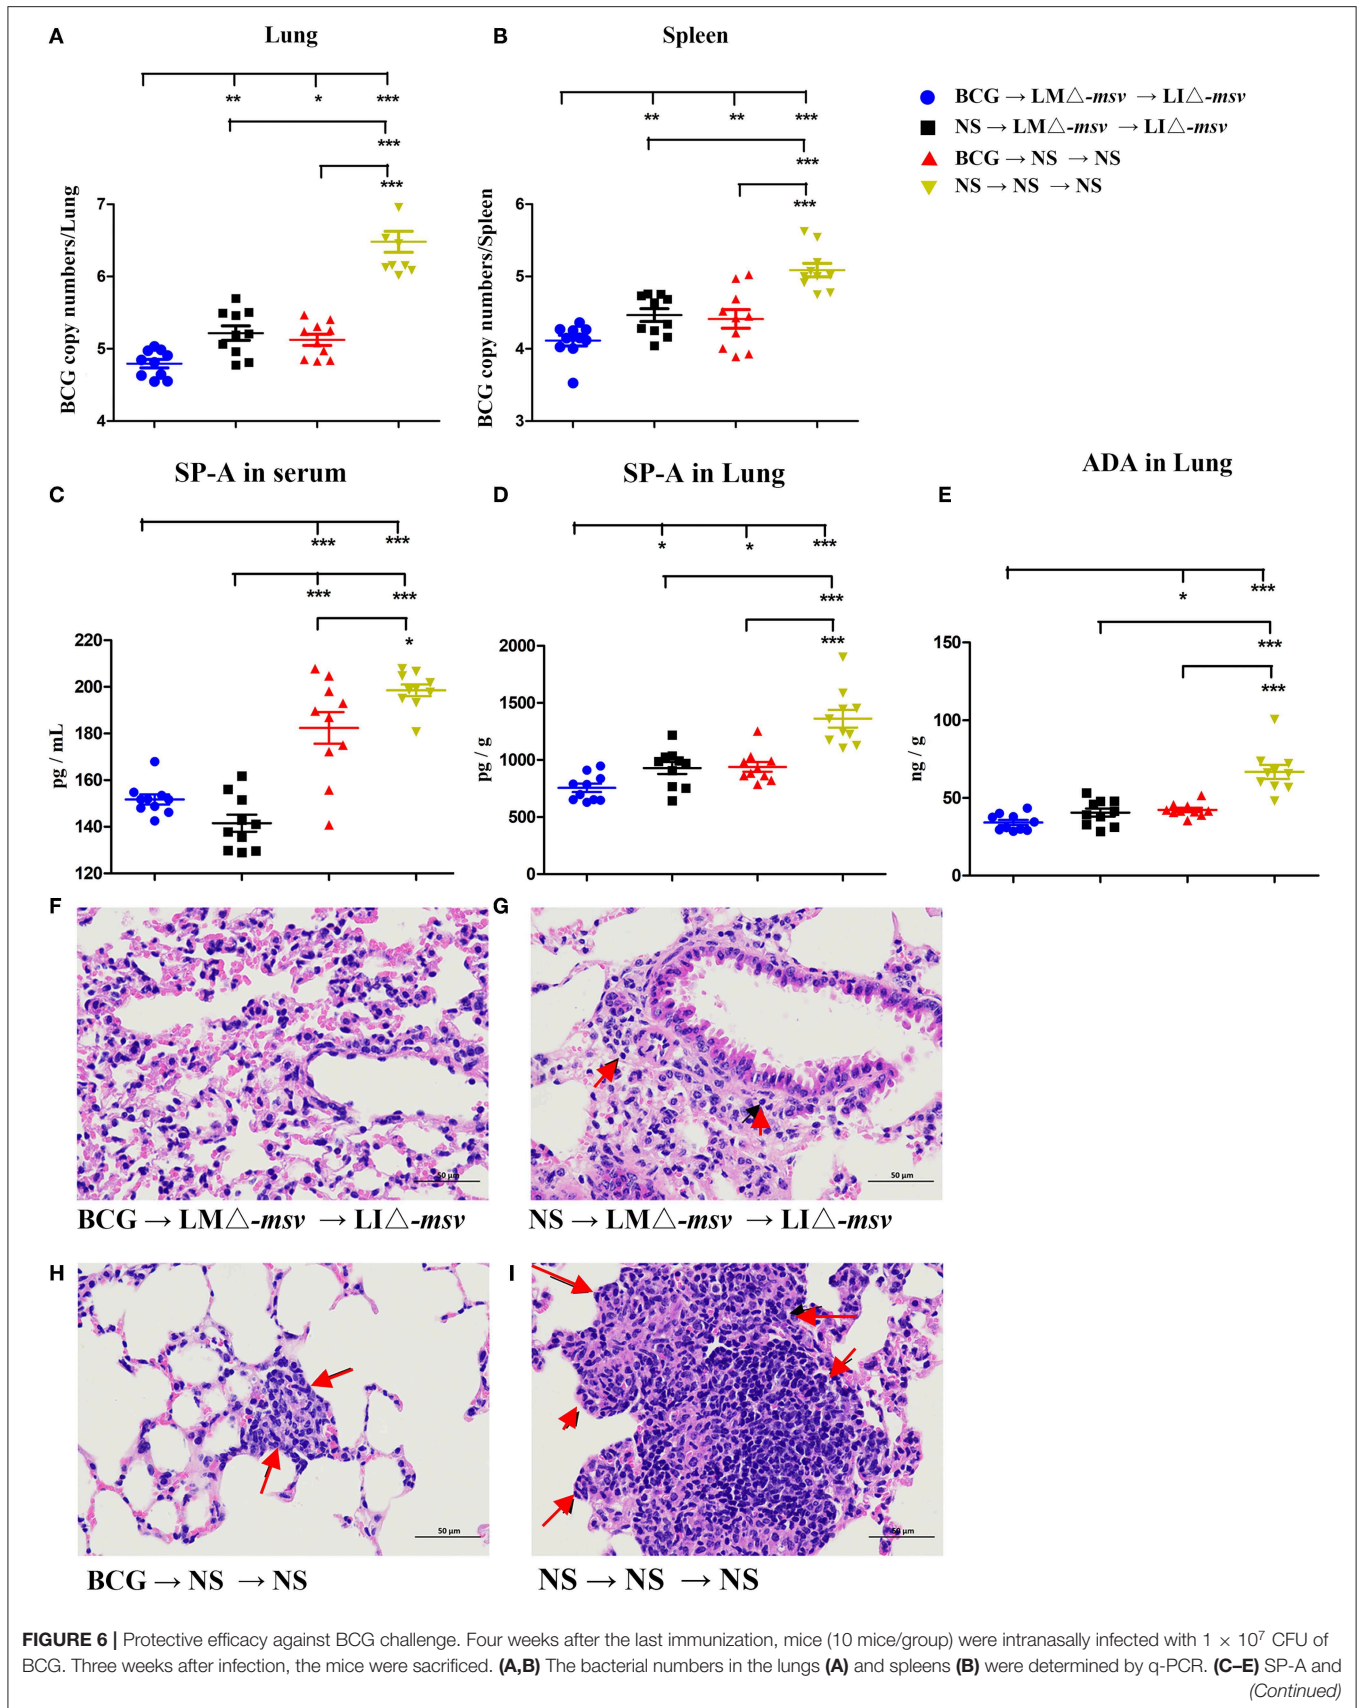 A
Lung
** * ***
***
***
BCG copy numbers/Lung
7
6
5
4
B
Spleen
** ** ***
***
***
BCG copy numbers/Spleen
6
5
4
3
BCG → LM△-msv → LI△-msv
NS → LM△-msv → LI△-msv
BCG → NS → NS
NS → NS → NS
C
SP-A in serum
*** ***
*** ***
*
pg / mL
220
200
180
160
140
120
D
SP-A in Lung
* * ***
***
***
pg / g
2000
1500
1000
500
0
E
ADA in Lung
* ***
***
***
ng / g
150
100
50
0
F
50 µm
BCG → LM△-msv → LI△-msv
G
50 µm
NS → LM△-msv → LI△-msv
H
50 µm
BCG → NS → NS
I
50 µm
NS → NS → NS
FIGURE 6 | Protective efficacy against BCG challenge. Four weeks after the last immunization, mice (10 mice/group) were intranasally infected with 1 × 10⁷ CFU of
BCG. Three weeks after infection, the mice were sacrificed. (A,B) The bacterial numbers in the lungs (A) and spleens (B) were determined by q-PCR. (C–E) SP-A and
(Continued)